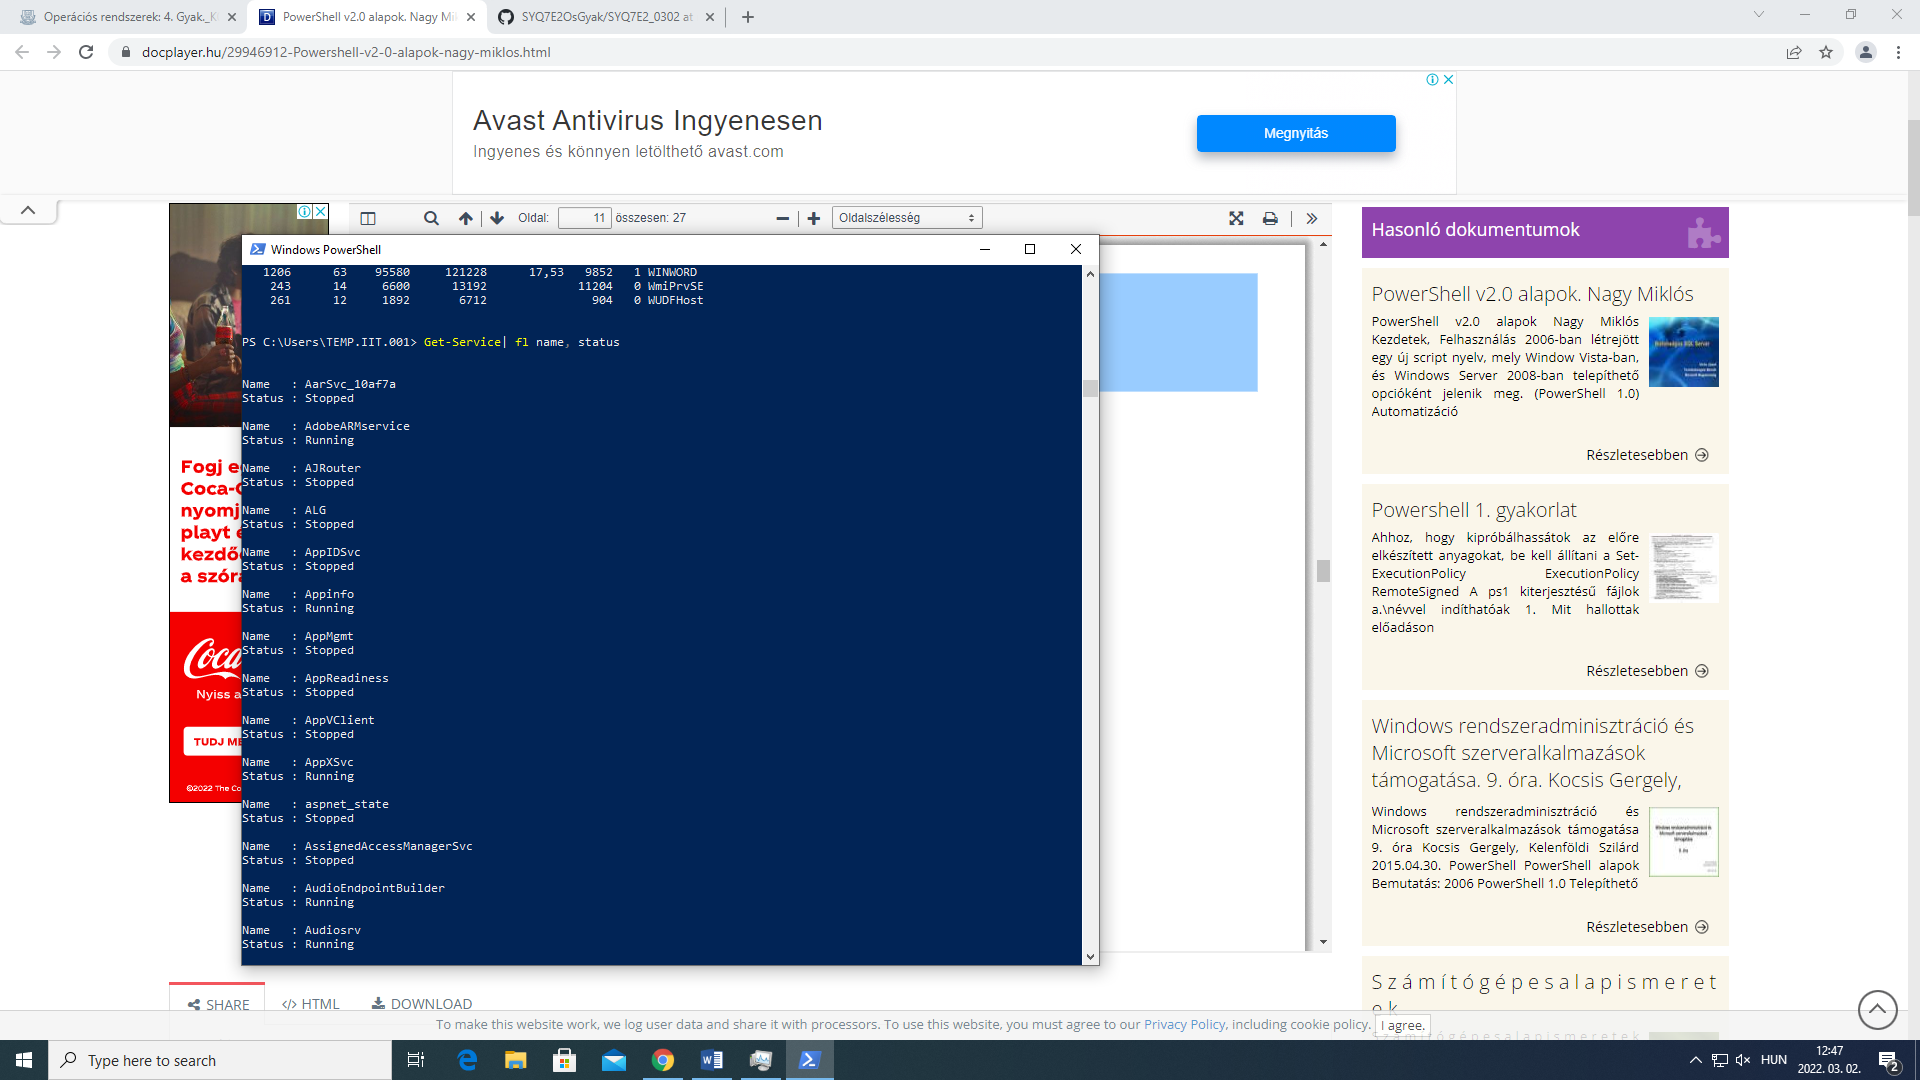 Operációs rendszerek: 4. Gyak._K
PowerShell v2.0 alapok. Nagy Mi
SYQ7E2OsGyak/SYQ7E2_0302 at
docplayer.hu/29946912-Powershell-v2-0-alapok-nagy-miklos.html
Avast Antivirus Ingyenesen
Ingyenes és könnyen letölthető avast.com
Megnyitás
Oldal: 11 összesen: 27
Oldalszélesség
Windows PowerShell
1206 63 95580 121228 17,53 9852 1 WINWORD
243 14 6600 13192 11204 0 WmiPrvSE
261 12 1892 6712 904 0 WUDFHost
PS C:\Users\TEMP.IIT.001> Get-Service| fl name, status
Name : AarSvc_10af7a
Status : Stopped
Name : AdobeARMservice
Status : Running
Name : AJRouter
Status : Stopped
Name : ALG
Status : Stopped
Name : AppIDSvc
Status : Stopped
Name : Appinfo
Status : Running
Name : AppMgmt
Status : Stopped
Name : AppReadiness
Status : Stopped
Name : AppVClient
Status : Stopped
Name : AppXSvc
Status : Running
Name : aspnet_state
Status : Stopped
Name : AssignedAccessManagerSvc
Status : Stopped
Name : AudioEndpointBuilder
Status : Running
Name : Audiosrv
Status : Running
Fogj e
Coca-C
nyomj
playt e
kezdő
a szóra
Coca
Nyiss a
TUDJ ME
©2022 The Co
Hasonló dokumentumok
PowerShell v2.0 alapok. Nagy Miklós
PowerShell v2.0 alapok Nagy Miklós
Kezdetek, Felhasználás 2006-ban létrejött
egy új script nyelv, mely Window Vista-ban,
és Windows Server 2008-ban telepíthető
opcióként jelenik meg. (PowerShell 1.0)
Automatizáció
Részletesebben
Powershell 1. gyakorlat
Ahhoz, hogy kipróbálhassátok az előre
elkészített anyagokat, be kell állítani a Set-
ExecutionPolicy ExecutionPolicy
RemoteSigned A ps1 kiterjesztésű fájlok
a.\névvel indíthatóak 1. Mit hallottak
előadáson
Részletesebben
Windows rendszeradminisztráció és
Microsoft szerveralkalmazások
támogatása. 9. óra. Kocsis Gergely,
Windows rendszeradminisztráció és
Microsoft szerveralkalmazások támogatása
9. óra Kocsis Gergely, Kelenföldi Szilárd
2015.04.30. PowerShell PowerShell alapok
Bemutatás: 2006 PowerShell 1.0 Telepíthető
Részletesebben
S z á m í t ó g é p e s a l a p i s m e r e t
e k
SHARE
</> HTML
DOWNLOAD
To make this website work, we log user data and share it with processors. To use this website, you must agree to our Privacy Policy, including cookie policy. I agree.
Type here to search
HUN
12:47
2022. 03. 02.
2